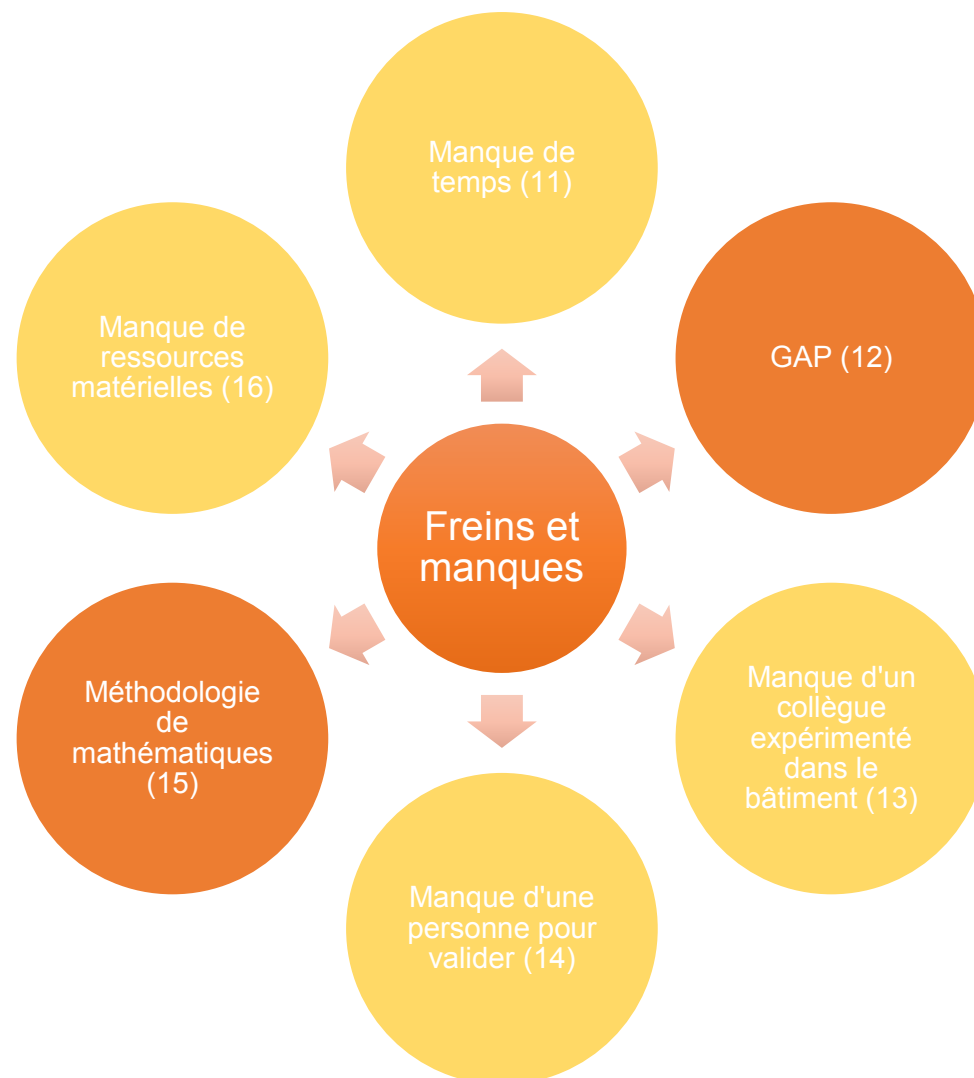 Manque de
temps (11)
GAP (12)
Manque d'un
collègue
expérimenté
dans le
bâtiment (13)
Manque d'une
personne pour
valider (14)
Méthodologie
de
mathématiques
(15)
Manque de
ressources
matérielles (16)
Freins et
manques